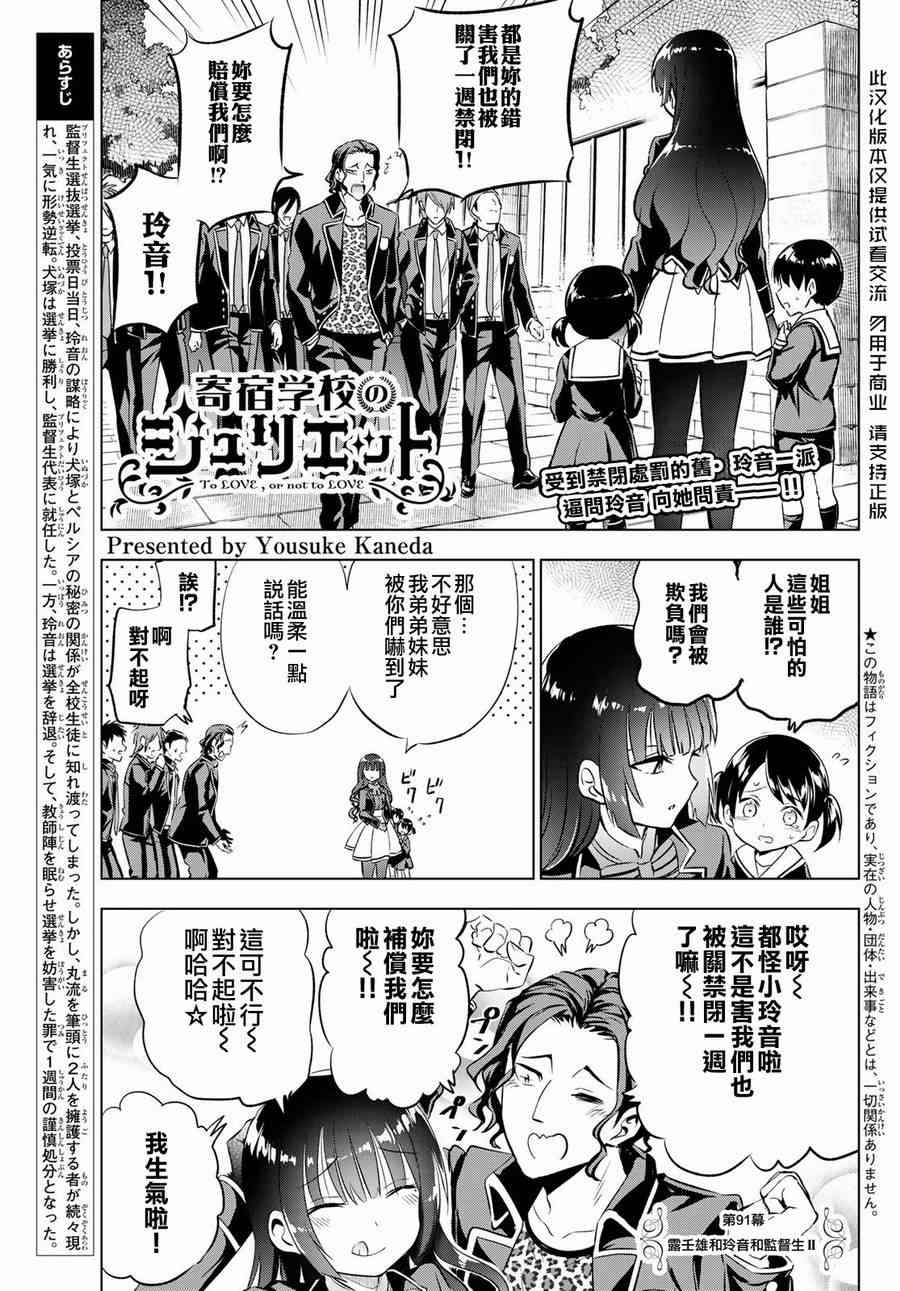 都是妳的錯
害我們也被
關了一週禁閉!!
妳要怎麼
賠償我們啊!?
玲音!!
寄宿学校の
ジュリエット
To LOVE , or not to LOVE
Presented by Yousuke Kaneda
受到禁閉處罰的舊・玲音一派
逼問玲音 向她問責——!!
姐姐
這些可怕的
人是誰!?
我們會被
欺負嗎?
那個…
不好意思
我弟弟妹妹
被你們嚇到了
能溫柔一點
說話嗎?
ビク
ビク
誒!?
啊
對不起呀
哎呀~
都怪小玲音啦
這不是害我們也
被關禁閉一週
了嘛~!!
妳要怎麼
補償我們
啦~!!
這可不行~
對不起啦~
啊哈哈☆
我生氣啦!
第91幕
露壬雄和玲音和監督生Ⅱ
あらすじ
監督生選抜選挙、投票日当日、玲音の謀略により犬塚とペルシアの秘密の関係が全校生徒に知れ渡ってしまった。しかし、丸流を筆頭に2人を擁護する者が続々現
れ、一気に形勢逆転。犬塚は選挙に勝利し、監督生代表に就任した。一方、玲音は選挙を辞退。そして、教師陣を眠らせ選挙を妨害した罪で1週間の謹慎処分となった。
此汉化版本仅提供试看交流 勿用于商业 请支持正版
★この物語はフィクションであり、実在の人物・団体・出来事などとは、一切関係ありません。